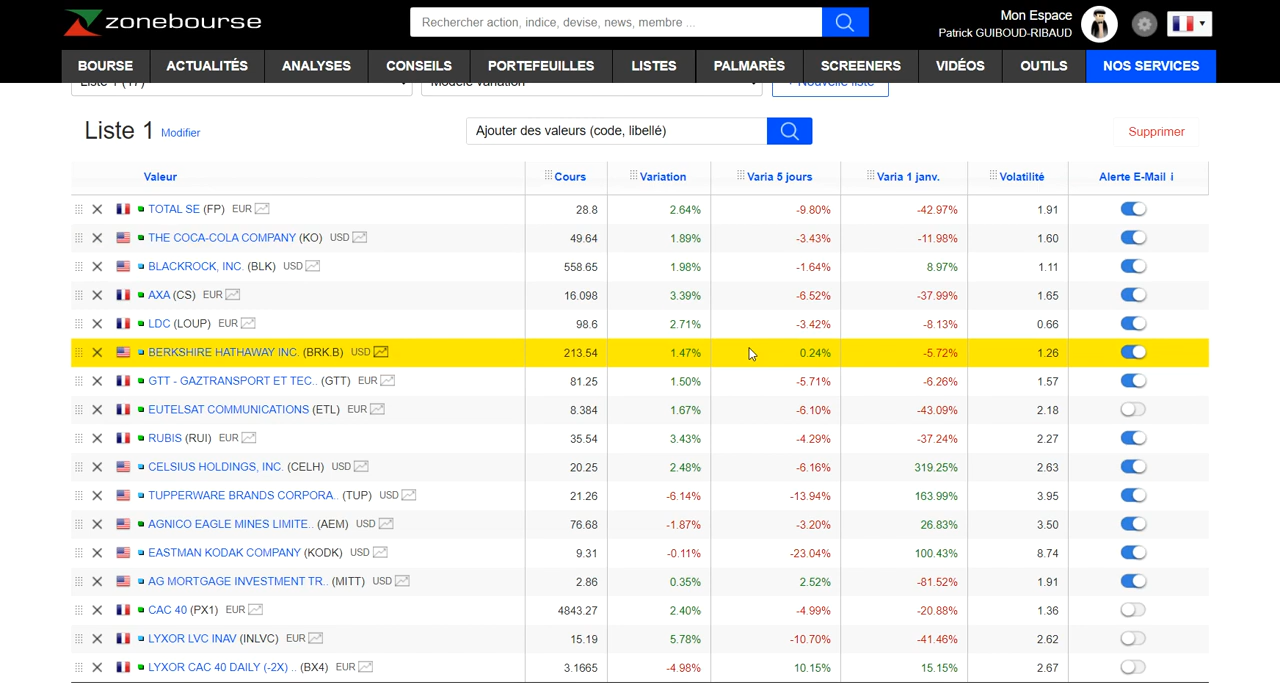 zonebourse
Rechercher action, indice, devise, news, membre ...
Mon Espace
Patrick GUIBOUD-RIBAUD
BOURSE ACTUALITÉS ANALYSES CONSEILS PORTEFEUILLES LISTES PALMARÈS SCREENERS VIDÉOS OUTILS NOS SERVICES
Liste 1 (17) Modèle variation + Nouvelle liste
Liste 1 Modifier Ajouter des valeurs (code, libellé) Supprimer
Valeur Cours Variation Varia 5 jours Varia 1 janv. Volatilité Alerte E-Mail i
TOTAL SE (FP) EUR 28.8 2.64% -9.80% -42.97% 1.91
THE COCA-COLA COMPANY (KO) USD 49.64 1.89% -3.43% -11.98% 1.60
BLACKROCK, INC. (BLK) USD 558.65 1.98% -1.64% 8.97% 1.11
AXA (CS) EUR 16.098 3.39% -6.52% -37.99% 1.65
LDC (LOUP) EUR 98.6 2.71% -3.42% -8.13% 0.66
BERKSHIRE HATHAWAY INC. (BRK.B) USD 213.54 1.47% 0.24% -5.72% 1.26
GTT - GAZTRANSPORT ET TEC.. (GTT) EUR 81.25 1.50% -5.71% -6.26% 1.57
EUTELSAT COMMUNICATIONS (ETL) EUR 8.384 1.67% -6.10% -43.09% 2.18
RUBIS (RUI) EUR 35.54 3.43% -4.29% -37.24% 2.27
CELSIUS HOLDINGS, INC. (CELH) USD 20.25 2.48% -6.16% 319.25% 2.63
TUPPERWARE BRANDS CORPORA.. (TUP) USD 21.26 -6.14% -13.94% 163.99% 3.95
AGNICO EAGLE MINES LIMITE.. (AEM) USD 76.68 -1.87% -3.20% 26.83% 3.50
EASTMAN KODAK COMPANY (KODK) USD 9.31 -0.11% -23.04% 100.43% 8.74
AG MORTGAGE INVESTMENT TR.. (MITT) USD 2.86 0.35% 2.52% -81.52% 1.91
CAC 40 (PX1) EUR 4843.27 2.40% -4.99% -20.88% 1.36
LYXOR LVC INAV (INLVC) EUR 15.19 5.78% -10.70% -41.46% 2.62
LYXOR CAC 40 DAILY (-2X) .. (BX4) EUR 3.1665 -4.98% 10.15% 15.15% 2.67